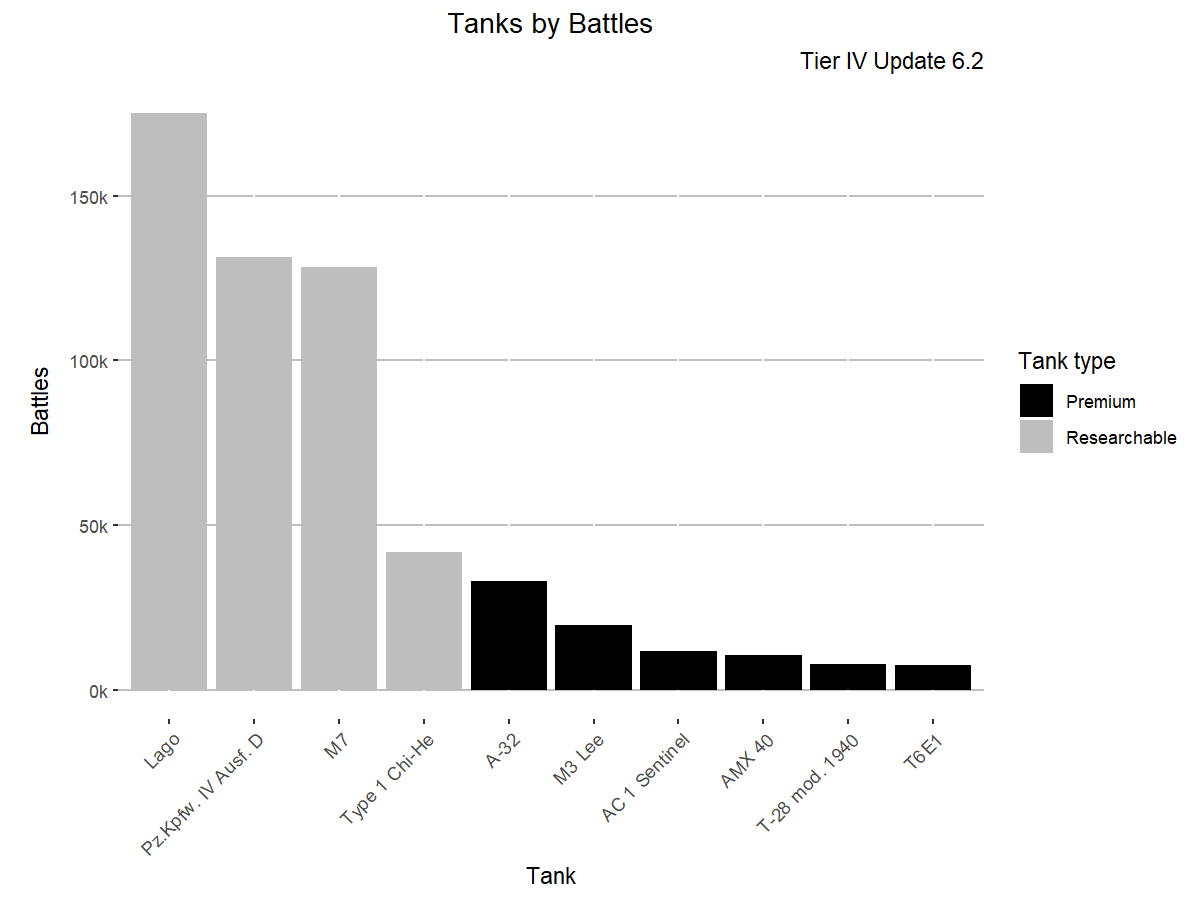 Tanks by Battles
Tier IV Update 6.2
Battles
150k
100k
50k
0k
Lago
Pz.Kpfw. IV Ausf. D
M7
Type 1 Chi-He
A-32
M3 Lee
AC 1 Sentinel
AMX 40
T-28 mod. 1940
T6E1
Tank
Tank type
Premium
Researchable